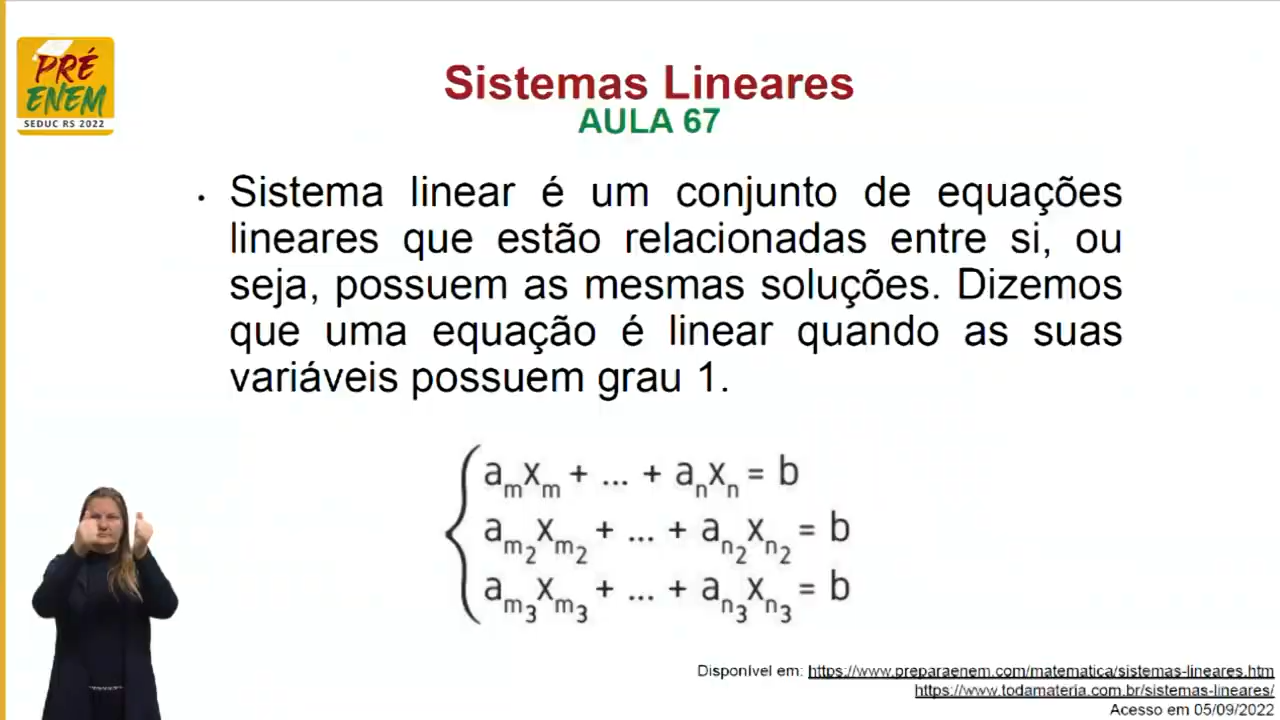 PRÉ
ENEM
SEDUC RS 2022
Sistemas Lineares
AULA 67
• Sistema linear é um conjunto de equações
lineares que estão relacionadas entre si, ou
seja, possuem as mesmas soluções. Dizemos
que uma equação é linear quando as suas
variáveis possuem grau 1.
aₘxₘ + ... + aₙxₙ = b
aₘ₂xₘ₂ + ... + aₙ₂xₙ₂ = b
aₘ₃xₘ₃ + ... + aₙ₃xₙ₃ = b
Disponível em: https://www.preparaenem.com/matematica/sistemas-lineares.htm
https://www.todamateria.com.br/sistemas-lineares/
Acesso em 05/09/2022